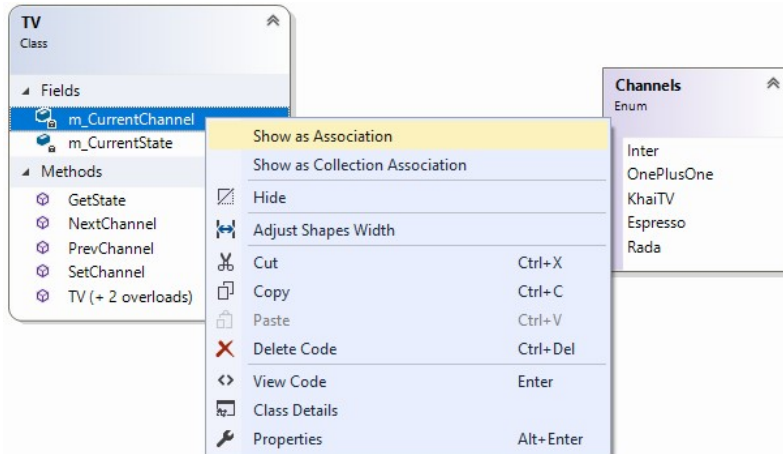 TV
Class
Fields
m_CurrentChannel
m_CurrentState
Methods
GetState
NextChannel
PrevChannel
SetChannel
TV (+ 2 overloads)
Show as Association
Show as Collection Association
Hide
Adjust Shapes Width
Cut Ctrl+X
Copy Ctrl+C
Paste Ctrl+V
Delete Code Ctrl+Del
View Code Enter
Class Details
Properties Alt+Enter
Channels
Enum
Inter
OnePlusOne
KhaiTV
Espresso
Rada